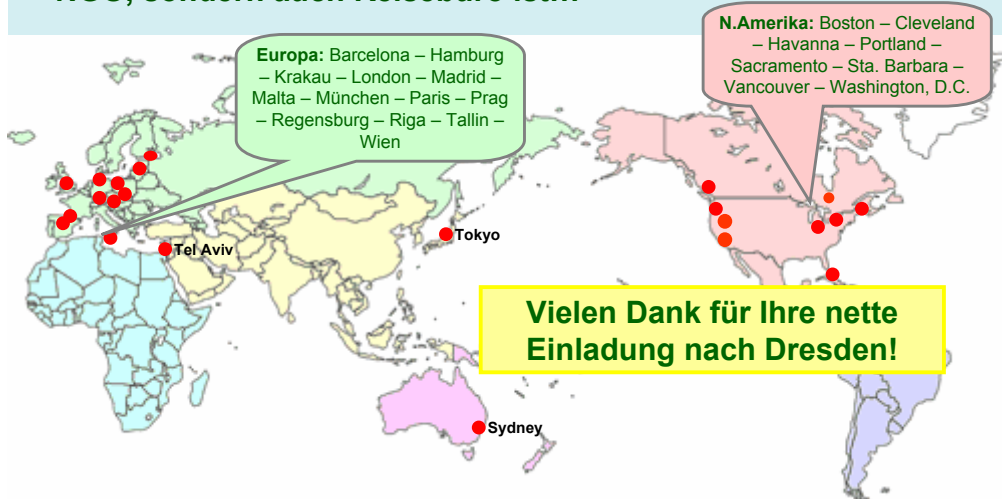 N.Amerika: Boston – Cleveland
– Havanna – Portland –
Sacramento – Sta. Barbara –
Vancouver – Washington, D.C.
Europa: Barcelona – Hamburg
– Krakau – London – Madrid –
Malta – München – Paris – Prag
– Regensburg – Riga – Tallin –
Wien
Tel Aviv
Tokyo
Vielen Dank für Ihre nette
Einladung nach Dresden!
Sydney